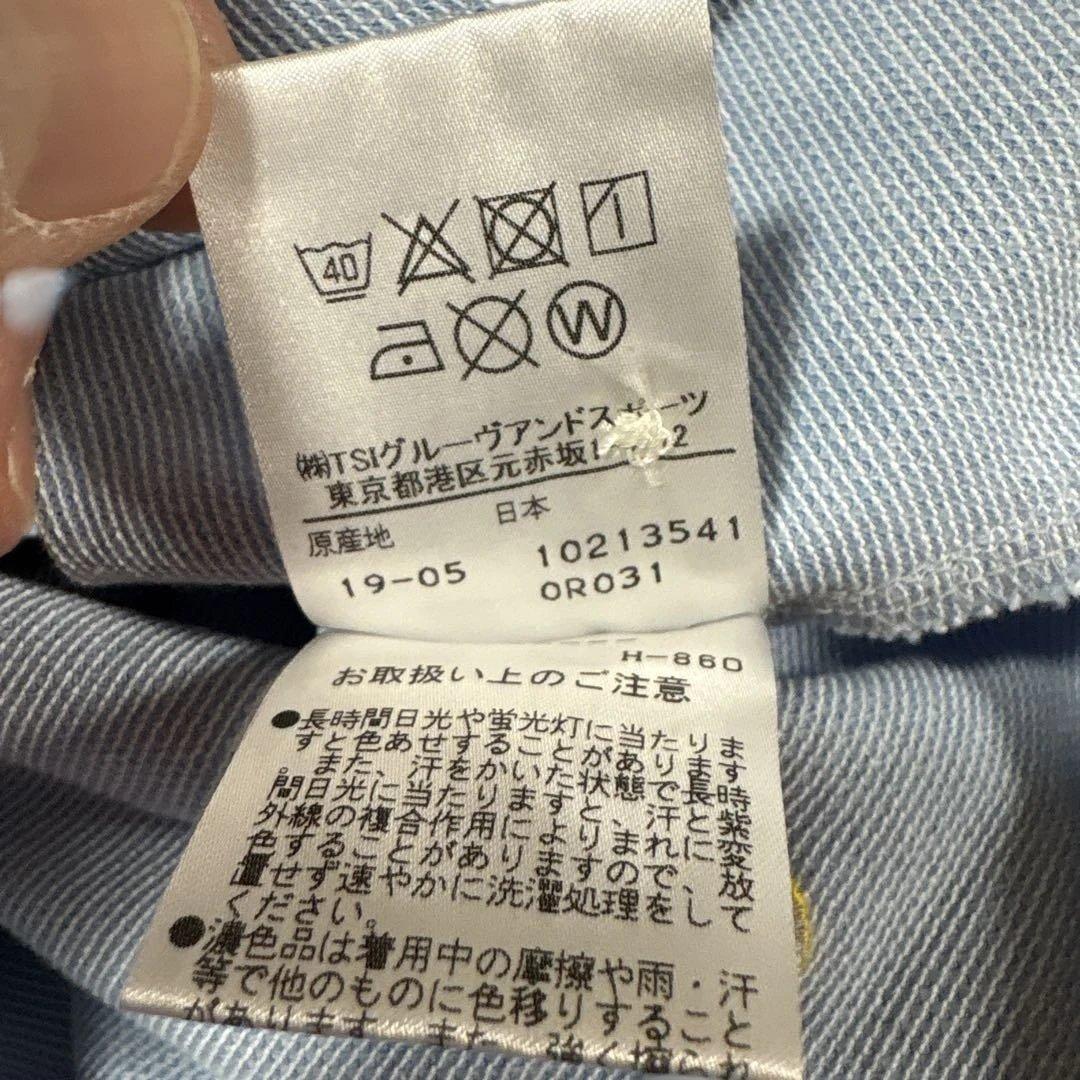 40
W
㈱TSIグルーヴアンドスポーツ
東京都港区元赤坂1 2
原産地 日本
19-05 10213541
0R031
H-860
お取扱い上のご注意
●長時間日光や蛍光灯に当たりま
すと色あせすることがあります
。また、汗をかいた状態で長時
間日光に当たりますと、汗と紫
外線の複合作用によりまれに変
色することがありますので、放
置せず速やかに洗濯処理をして
ください。
●濃色品は着用中の摩擦や雨・汗
等で他のものに色移りすること
があります。また